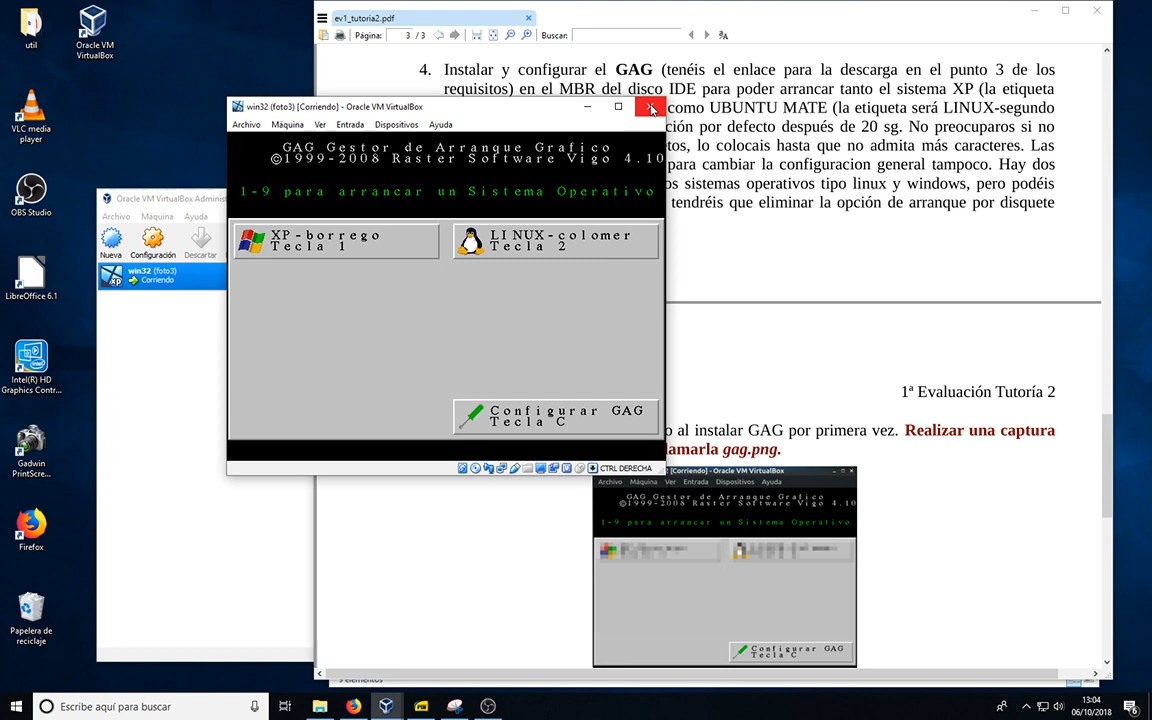 util
Oracle VM
VirtualBox
VLC media
player
OBS Studio
LibreOffice 6.1
Intel(R) HD
Graphics Contr...
Gadwin
PrintScre...
Firefox
Papelera de
reciclaje
Oracle VM VirtualBox Administ
Archivo Máquina Ayuda
Nueva Configuración Descartar
win32 (foto3)
Corriendo
ev1_tutoria2.pdf
Página: 3 / 3 Buscar:
4. Instalar y configurar el GAG (tenéis el enlace para la descarga en el punto 3 de los
requisitos) en el MBR del disco IDE para poder arrancar tanto el sistema XP (la etiqueta
como UBUNTU MATE (la etiqueta será LINUX-segundo
ción por defecto después de 20 sg. No preocuparos si no
tos, lo colocais hasta que no admita más caracteres. Las
para cambiar la configuracion general tampoco. Hay dos
os sistemas operativos tipo linux y windows, pero podéis
tendréis que eliminar la opción de arranque por disquete
win32 (foto3) [Corriendo] - Oracle VM VirtualBox
Archivo Máquina Ver Entrada Dispositivos Ayuda
GAG Gestor de Arranque Grafico
©1999-2008 Raster Software Vigo 4.10
1-9 para arrancar un Sistema Operativo
XP-borrego
Tecla 1
LINUX-colomer
Tecla 2
Configurar GAG
Tecla C
CTRL DERECHA
1ª Evaluación Tutoría 2
o al instalar GAG por primera vez. Realizar una captura
lamarla gag.png.
[Corriendo] - Oracle VM VirtualBox
Archivo Máquina Ver Entrada Dispositivos Ayuda
GAG Gestor de Arranque Grafico
©1999-2008 Raster Software Vigo 4.10
1-9 para arrancar un Sistema Operativo
Configurar GAG
Tecla C
Escribe aquí para buscar
13:04
06/10/2018
6